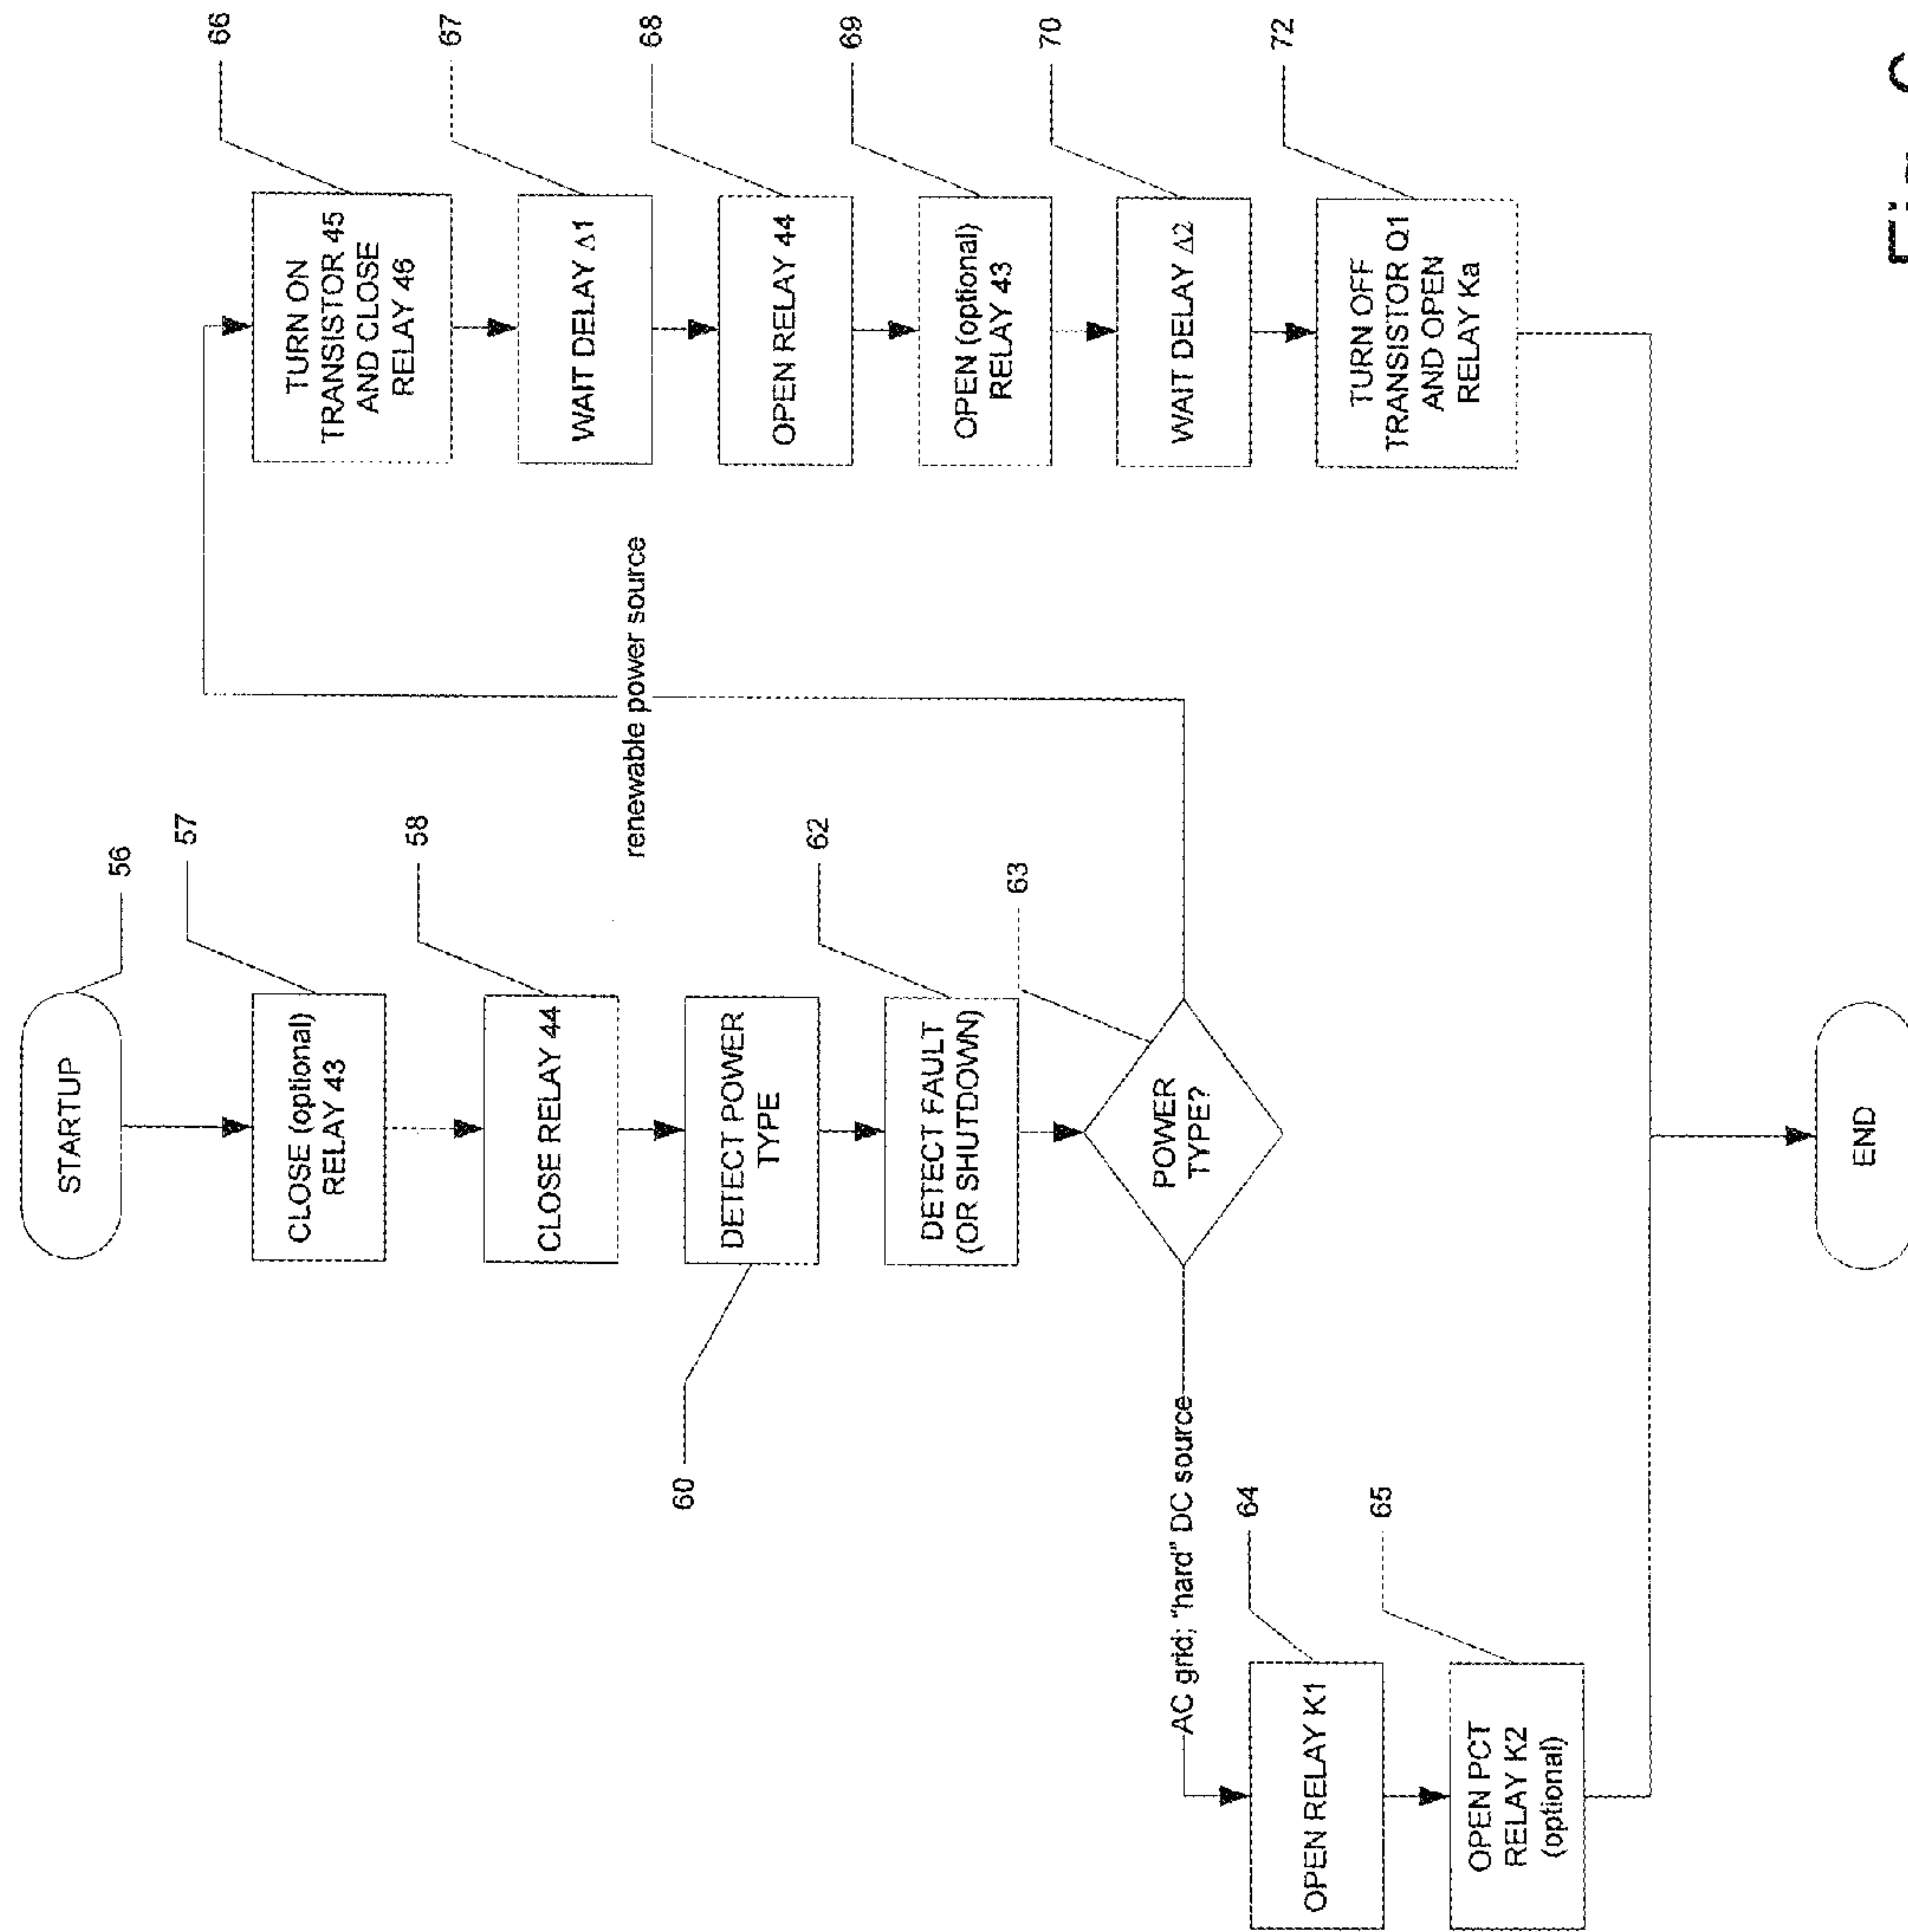 STARTUP
56
CLOSE (optional)
RELAY 43
57
CLOSE RELAY 44
58
DETECT POWER
TYPE
60
DETECT FAULT
(OR SHUTDOWN)
62
POWER
TYPE?
63
AC grid; "hard" DC source
OPEN RELAY K1
64
OPEN PCT
RELAY K2
(optional)
65
renewable power source
TURN ON
TRANSISTOR 45
AND CLOSE
RELAY 46
66
WAIT DELAY Δ1
67
OPEN RELAY 44
68
OPEN (optional)
RELAY 43
69
WAIT DELAY Δ2
70
TURN OFF
TRANSISTOR Q1
AND OPEN
RELAY Ka
72
END